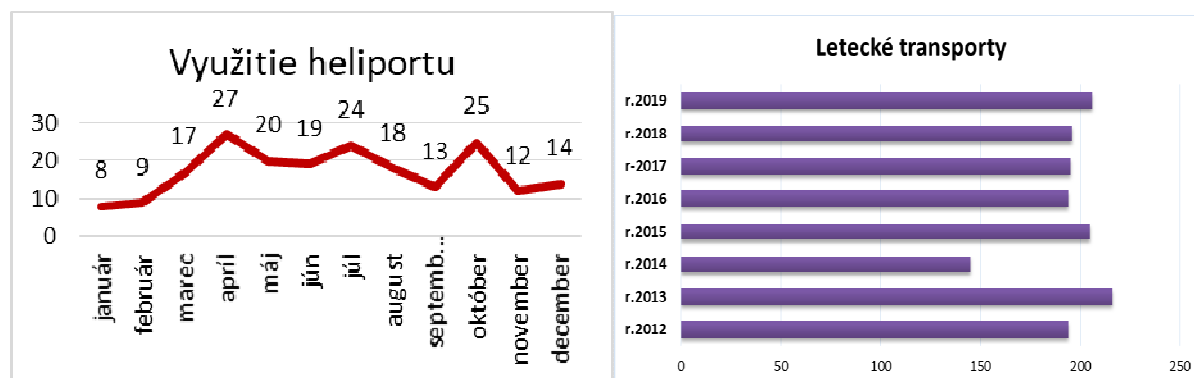 Využitie heliportu
30
20
10
0
8
9
17
27
20
19
24
18
13
25
12
14
január
február
marec
apríl
máj
jún
júl
august
septemb...
október
november
december
Letecké transporty
r.2019
r.2018
r-2017
r.2016
r.2015
r.2014
r.2013
r.2012
0 50 100 150 200 250